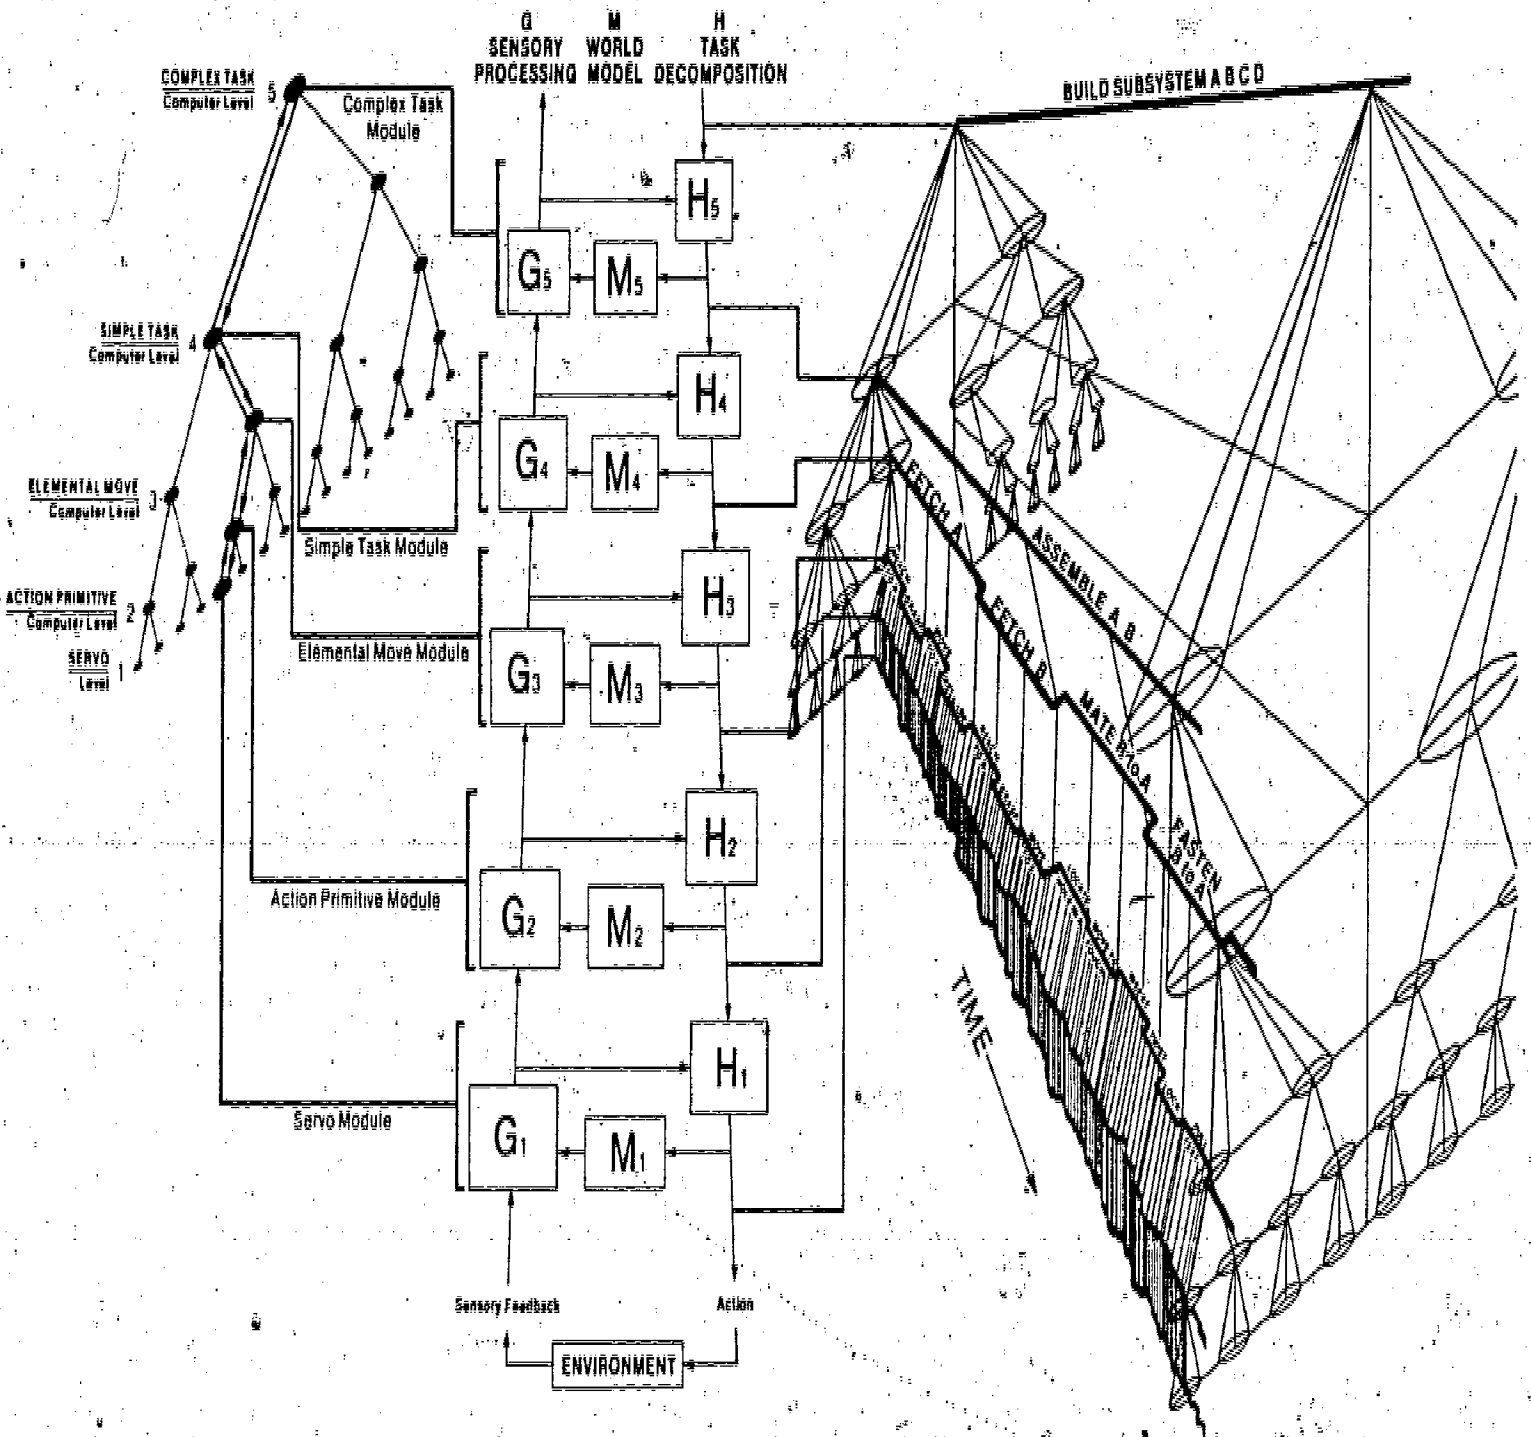 G
SENSORY
PROCESSING
M
WORLD
MODEL
H
TASK
DECOMPOSITION
COMPLEX TASK
Computer Level
5
Complex Task
Module
BUILD SUBSYSTEM A B C D
H5
G5
M5
SIMPLE TASK
Computer Level
4
H4
G4
M4
ELEMENTAL MOVE
Computer Level
3
Simple Task Module
FETCH A
ASSEMBLE A B
H3
ACTION PRIMITIVE
Computer Level
2
FETCH B
SERVO
Level
1
Elemental Move Module
G3
M3
MATE B To A
H2
FASTEN
B to A
Action Primitive Module
G2
M2
TIME
H1
Servo Module
G1
M1
Sensory Feedback
Action
ENVIRONMENT